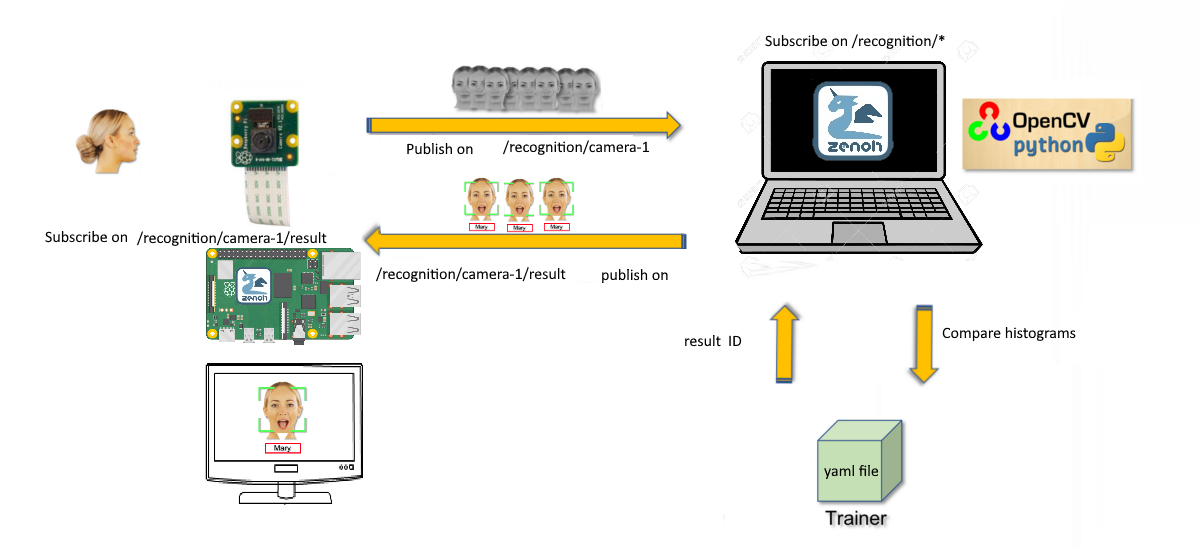 Subscribe on /recognition/*
zenoh
OpenCV
python
Publish on /recognition/camera-1
Mary Mary Mary
Subscribe on /recognition/camera-1/result
/recognition/camera-1/result publish on
zenoh
result ID
Compare histograms
Mary
yaml file
Trainer